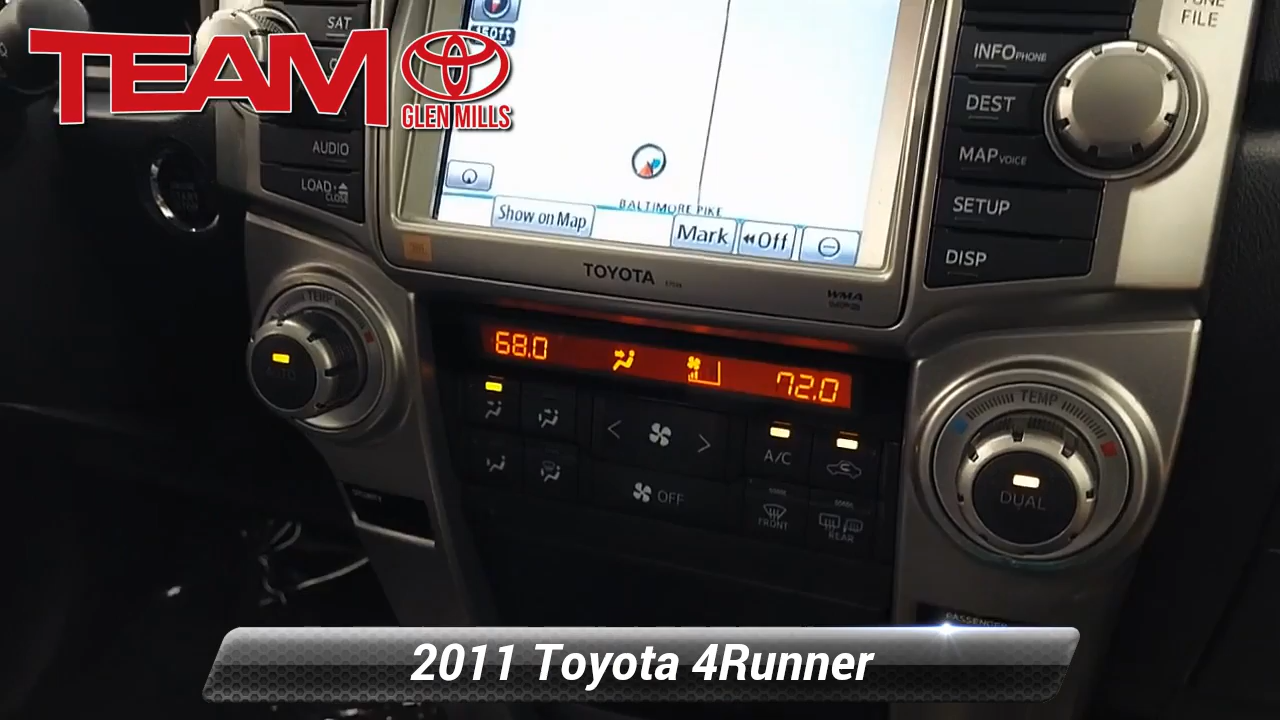 TEAM
GLEN MILLS
SAT
AUDIO
LOAD
CLOSE
450ft
BALTIMORE PIKE
Show on Map
Mark
Off
TOYOTA
WMA
TUNE
FILE
INFO PHONE
DEST
MAP VOICE
SETUP
DISP
TEMP
AUTO
68.0
72.0
A/C
OFF
FRONT
REAR
TEMP
DUAL
PASSENGER
2011 Toyota 4Runner